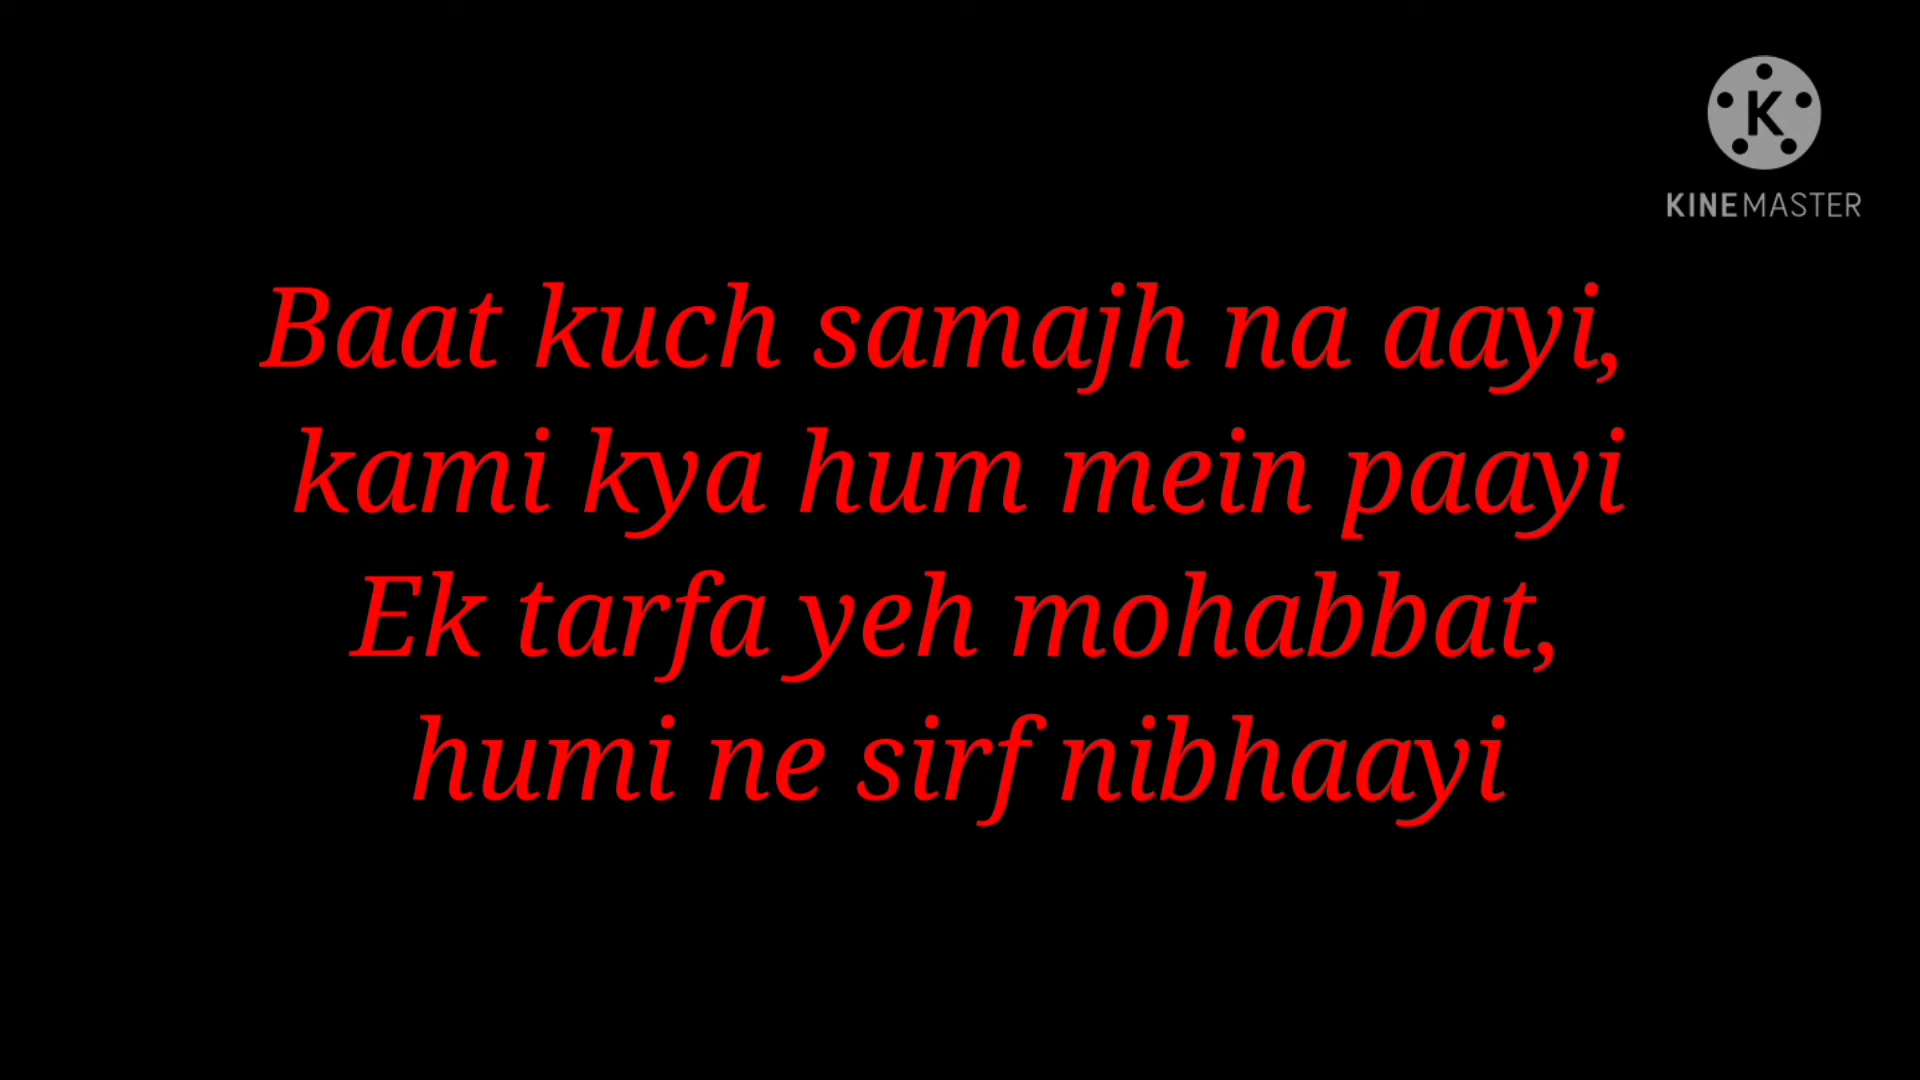 KINEMASTER
Baat kuch samajh na aayi,
kami kya hum mein paayi
Ek tarfa yeh mohabbat,
humi ne sirf nibhaayi